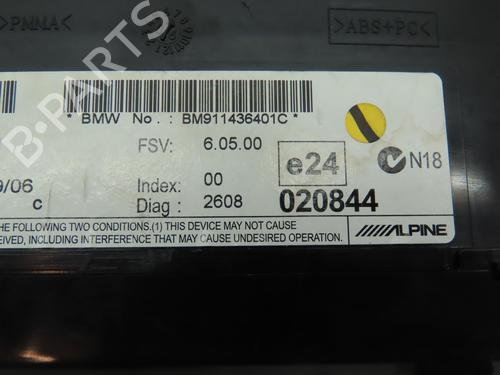 >PMMA<
>ABS+PC<
* BMW No.: BM911436401C *
FSV: 6.05.00
e24
N18
9/06
Index: 00
c
Diag: 2608
020844
HE FOLLOWING TWO CONDITIONS.(1) THIS DEVICE MAY NOT CAUSE
EIVED, INCLUDING INTERFERENCE THAT MAY CAUSE UNDESIRED OPERATION.
ALPINE
B-PARTS